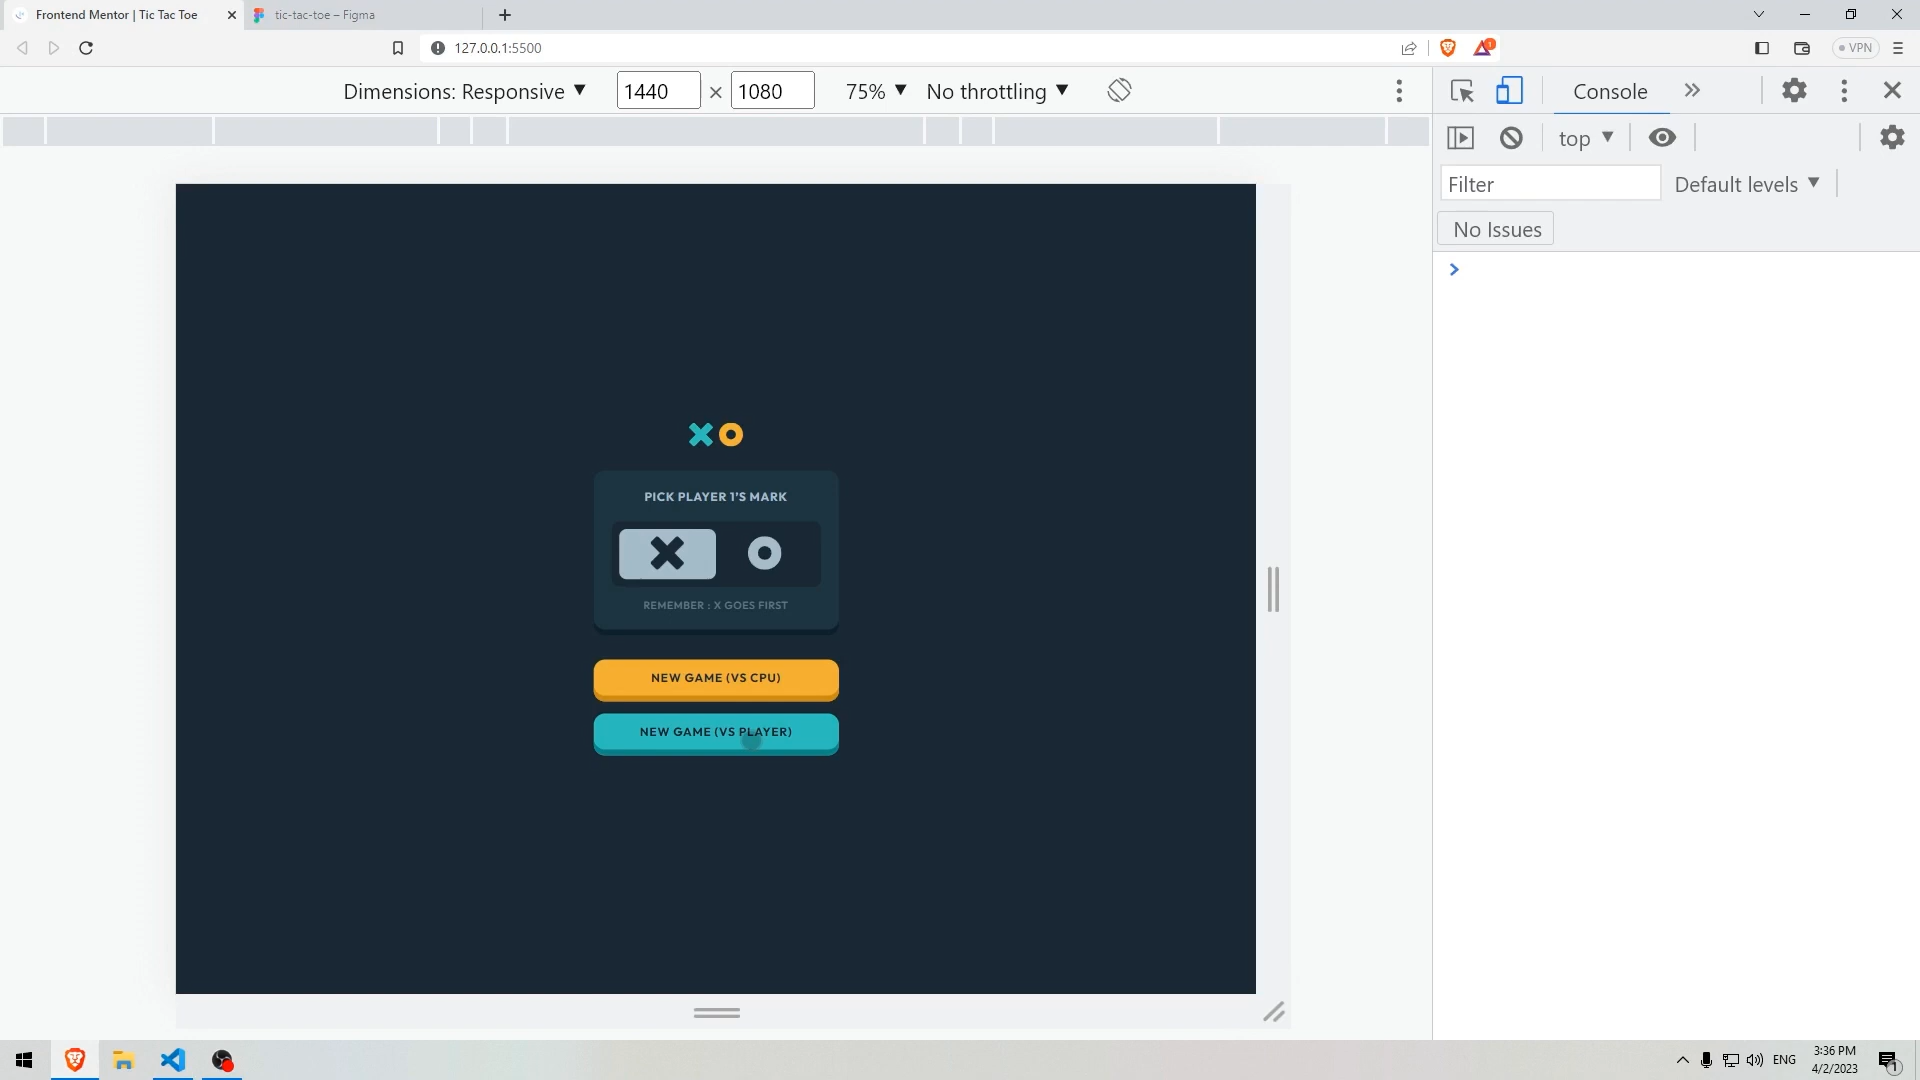 Frontend Mentor | Tic Tac Toe
tic-tac-toe – Figma
127.0.0.1:5500
VPN
Dimensions: Responsive
1440 × 1080
75%
No throttling
Console
top
Filter
Default levels
No Issues
PICK PLAYER 1’S MARK
REMEMBER : X GOES FIRST
NEW GAME (VS CPU)
NEW GAME (VS PLAYER)
ENG
3:36 PM
4/2/2023
1